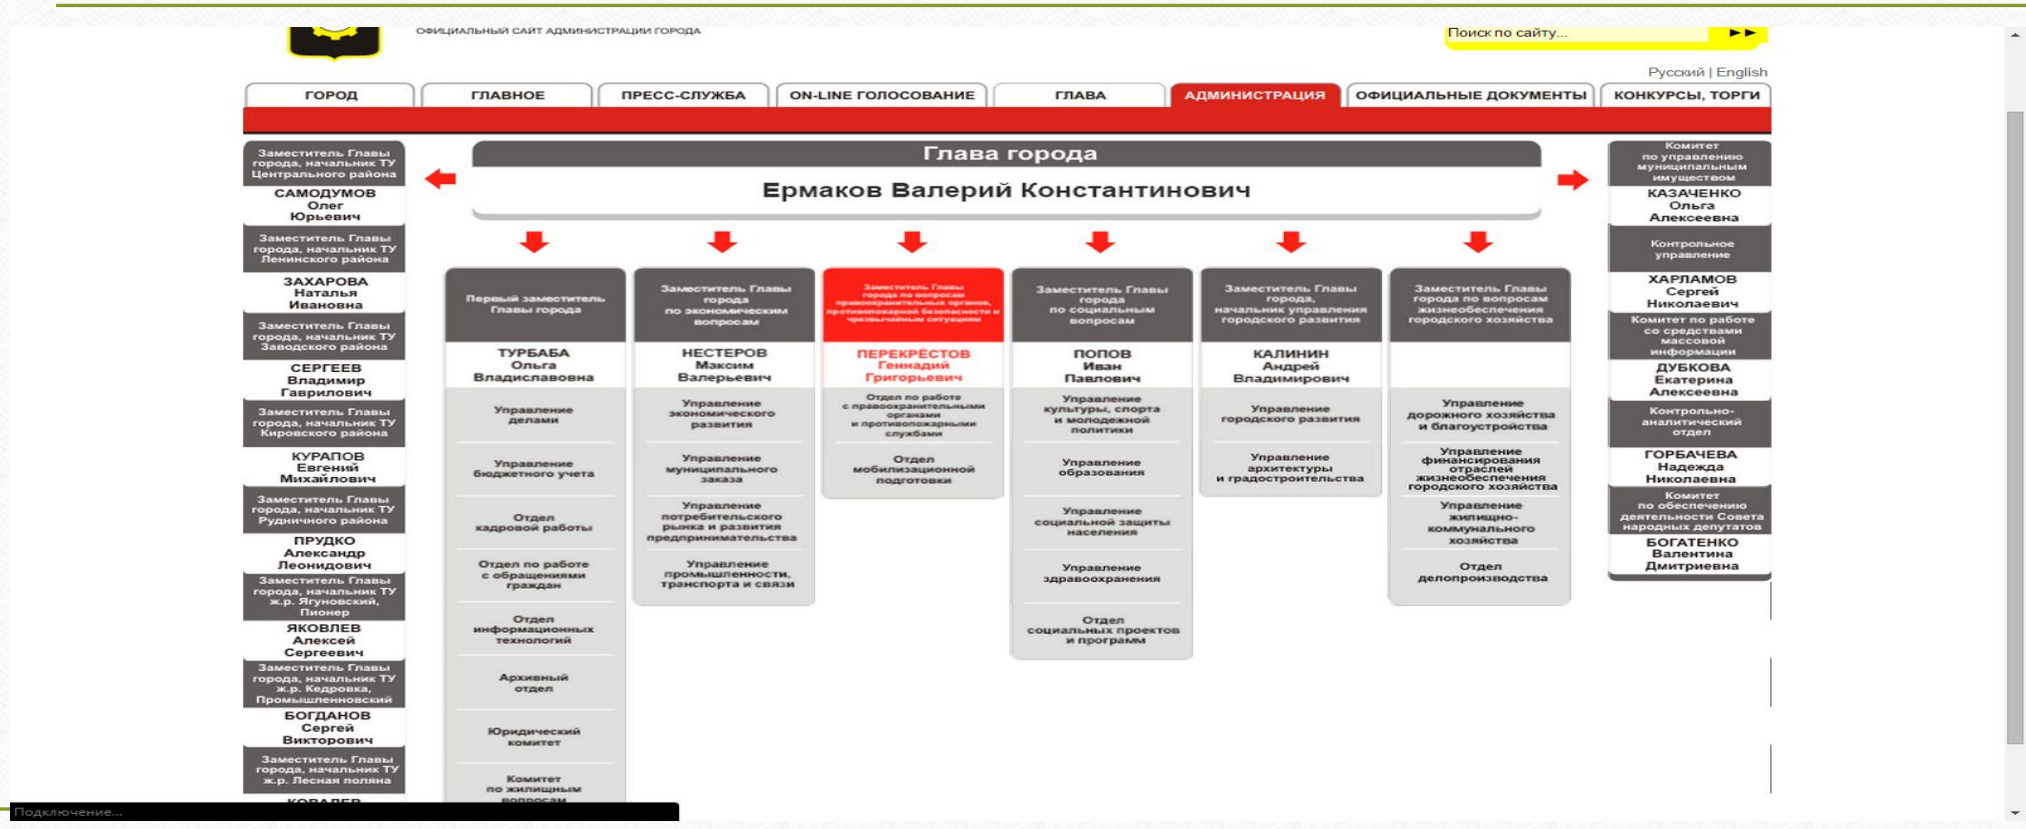 ОФИЦИАЛЬНЫЙ САЙТ АДМИНИСТРАЦИИ ГОРОДА
Поиск по сайту...
Русский | English
ГОРОД
ГЛАВНОЕ
ПРЕСС-СЛУЖБА
ON-LINE ГОЛОСОВАНИЕ
ГЛАВА
АДМИНИСТРАЦИЯ
ОФИЦИАЛЬНЫЕ ДОКУМЕНТЫ
КОНКУРСЫ, ТОРГИ
Заместитель Главы
города, начальник ТУ
Центрального района
САМОДУМОВ
Олег
Юрьевич
Заместитель Главы
города, начальник ТУ
Ленинского района
ЗАХАРОВА
Наталья
Ивановна
Заместитель Главы
города, начальник ТУ
Заводского района
СЕРГЕЕВ
Владимир
Гаврилович
Заместитель Главы
города, начальник ТУ
Кировского района
КУРАПОВ
Евгений
Михайлович
Заместитель Главы
города, начальник ТУ
Рудничного района
ПРУДКО
Александр
Леонидович
Заместитель Главы
города, начальник ТУ
ж.р. Ягуновский,
Пионер
ЯКОВЛЕВ
Алексей
Сергеевич
Заместитель Главы
города, начальник ТУ
ж.р. Кедровка,
Промышленновский
БОГДАНОВ
Сергей
Викторович
Заместитель Главы
города, начальник ТУ
ж.р. Лесная поляна
КОВАЛЕВ
Глава города
Ермаков Валерий Константинович
Первый заместитель
Главы города
ТУРБАБА
Ольга
Владиславовна
Управление
делами
Управление
бюджетного учета
Отдел
кадровой работы
Отдел по работе
с обращениями
граждан
Отдел
информационных
технологий
Архивный
отдел
Юридический
комитет
Комитет
по жилищным
вопросам
Заместитель Главы
города
по экономическим
вопросам
НЕСТЕРОВ
Максим
Валерьевич
Управление
экономического
развития
Управление
муниципального
заказа
Управление
потребительского
рынка и развития
предпринимательства
Управление
промышленности,
транспорта и связи
Заместитель Главы
города по вопросам
правоохранительных органов,
противопожарной безопасности и
чрезвычайным ситуациям
ПЕРЕКРЁСТОВ
Геннадий
Григорьевич
Отдел по работе
с правоохранительными
органами
и противопожарными
службами
Отдел
мобилизационной
подготовки
Заместитель Главы
города
по социальным
вопросам
ПОПОВ
Иван
Павлович
Управление
культуры, спорта
и молодежной
политики
Управление
образования
Управление
социальной защиты
населения
Управление
здравоохранения
Отдел
социальных проектов
и программ
Заместитель Главы
города,
начальник управления
городского развития
КАЛИНИН
Андрей
Владимирович
Управление
городского развития
Управление
архитектуры
и градостроительства
Заместитель Главы
города по вопросам
жизнеобеспечения
городского хозяйства
Управление
дорожного хозяйства
и благоустройства
Управление
финансирования
отраслей
жизнеобеспечения
городского хозяйства
Управление
жилищно-
коммунального
хозяйства
Отдел
делопроизводства
Комитет
по управлению
муниципальным
имуществом
КАЗАЧЕНКО
Ольга
Алексеевна
Контрольное
управление
ХАРЛАМОВ
Сергей
Николаевич
Комитет по работе
со средствами
массовой
информации
ДУБКОВА
Екатерина
Алексеевна
Контрольно-
аналитический
отдел
ГОРБАЧЕВА
Надежда
Николаевна
Комитет
по обеспечению
деятельности Совета
народных депутатов
БОГАТЕНКО
Валентина
Дмитриевна
Подключение...